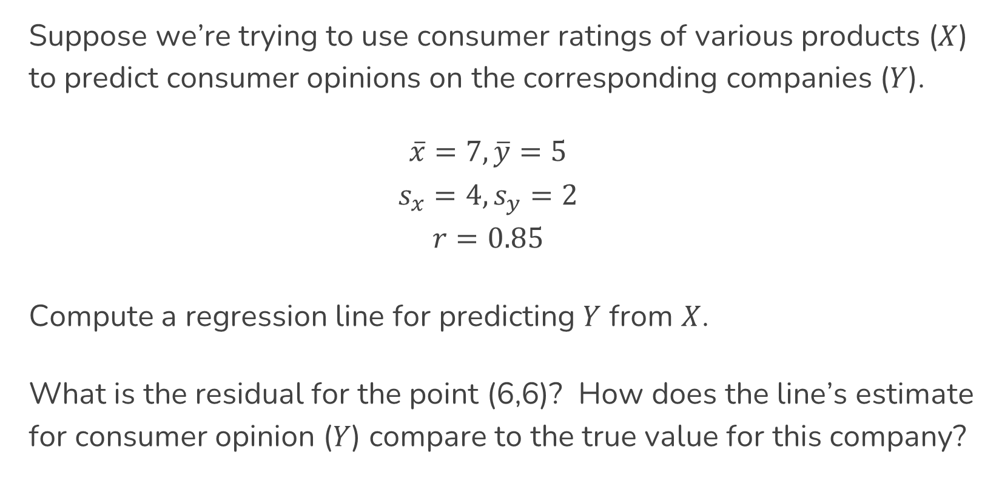 Suppose we’re trying to use consumer ratings of various products (X)
to predict consumer opinions on the corresponding companies (Y).
x̄ = 7, ȳ = 5
sₓ = 4, s_y = 2
r = 0.85
Compute a regression line for predicting Y from X.
What is the residual for the point (6,6)?  How does the line’s estimate
for consumer opinion (Y) compare to the true value for this company?